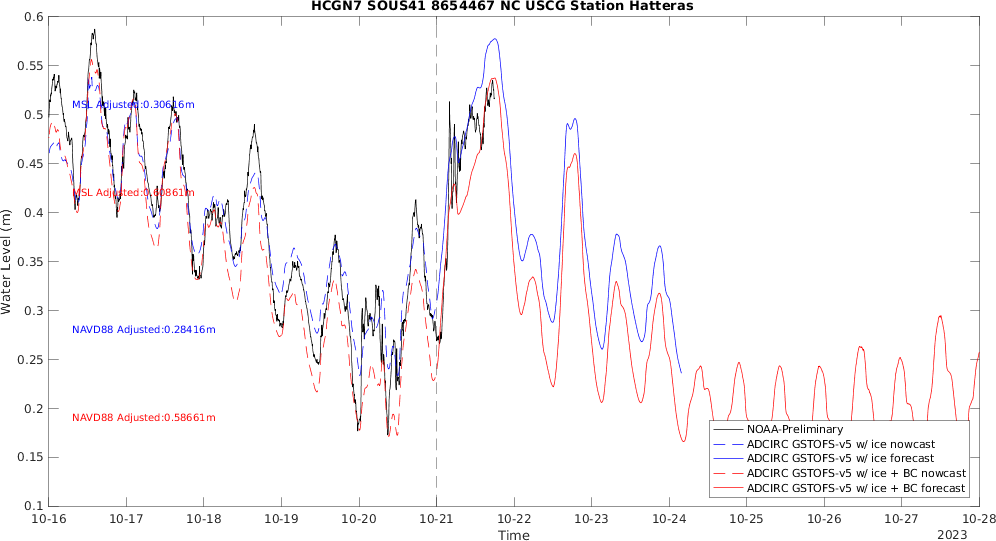 HCGN7 SOUS41 8654467 NC USCG Station Hatteras
0.6
0.55
0.5
0.45
0.4
0.35
0.3
0.25
0.2
0.15
0.1
Water Level (m)
MSL Adjusted:0.30616m
MSL Adjusted:0.60861m
NAVD88 Adjusted:0.28416m
NAVD88 Adjusted:0.58661m
NOAA-Preliminary
ADCIRC GSTOFS-v5 w/ ice nowcast
ADCIRC GSTOFS-v5 w/ ice forecast
ADCIRC GSTOFS-v5 w/ ice + BC nowcast
ADCIRC GSTOFS-v5 w/ ice + BC forecast
10-16 10-17 10-18 10-19 10-20 10-21 10-22 10-23 10-24 10-25 10-26 10-27 10-28
Time
2023